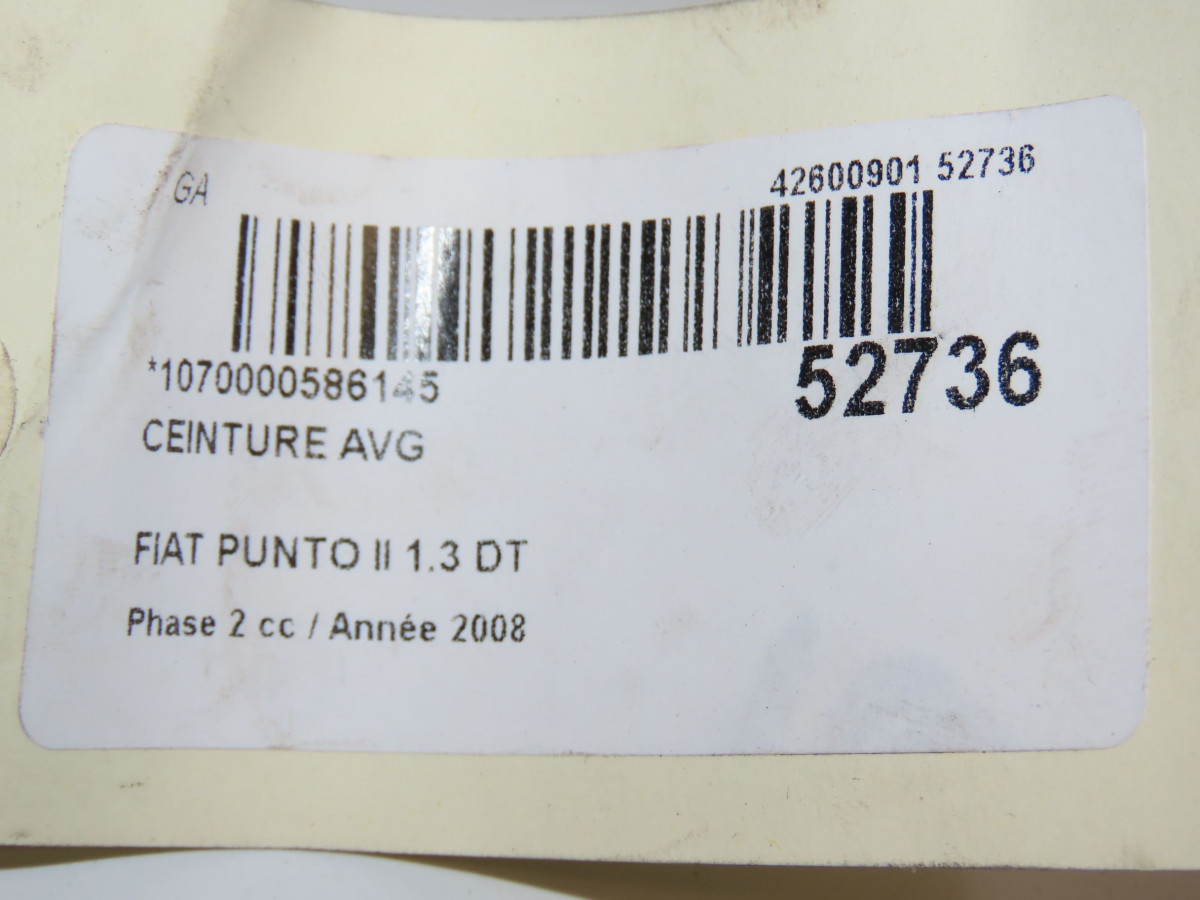 GA
42600901 52736
*1070000586145
52736
CEINTURE AVG
FIAT PUNTO II 1.3 DT
Phase 2 cc / Année 2008